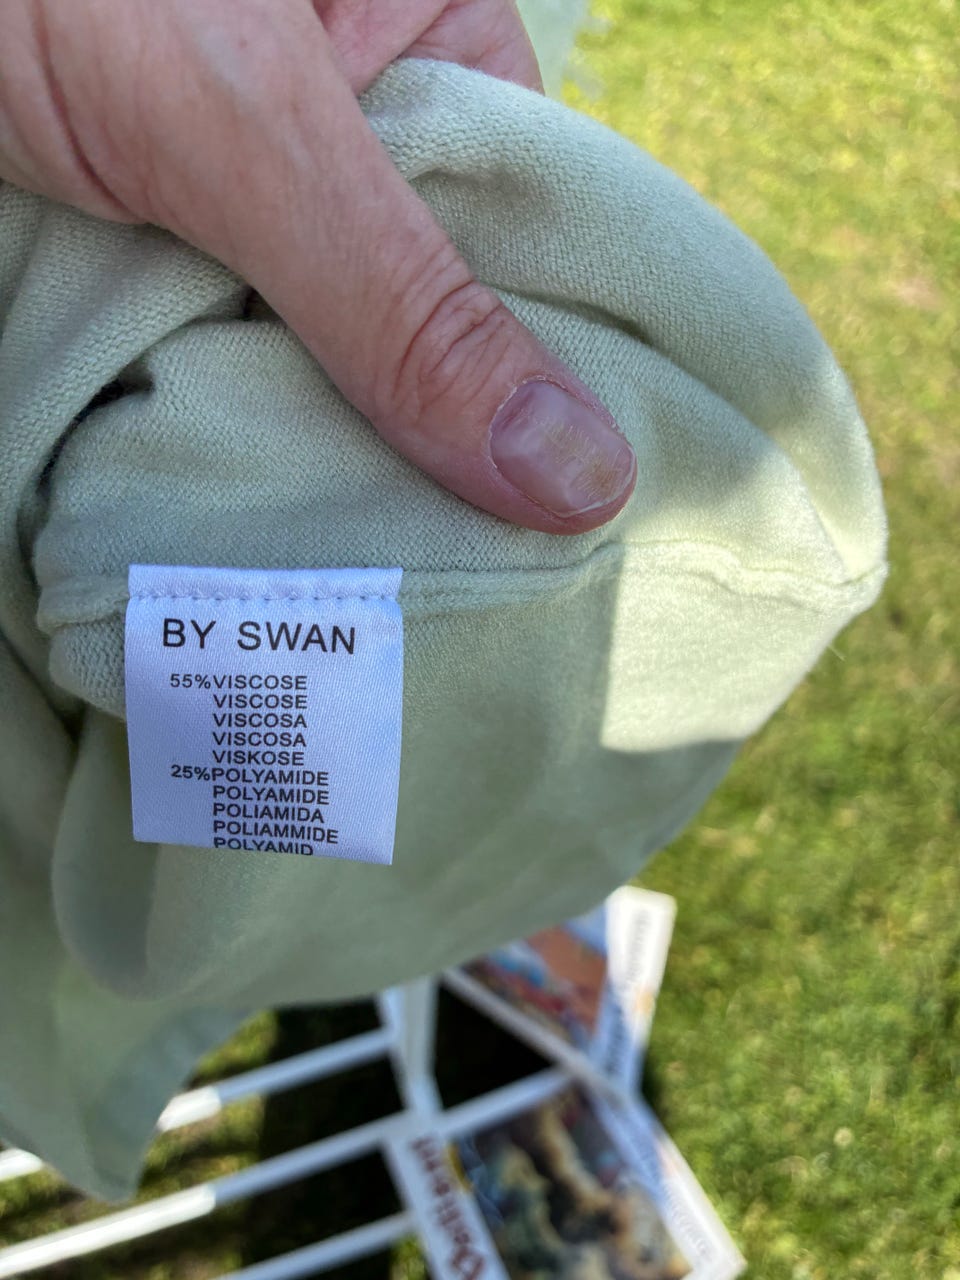 BY SWAN
55%VISCOSE
VISCOSE
VISCOSA
VISCOSA
VISKOSE
25%POLYAMIDE
POLYAMIDE
POLIAMIDA
POLIAMMIDE
POLYAMID